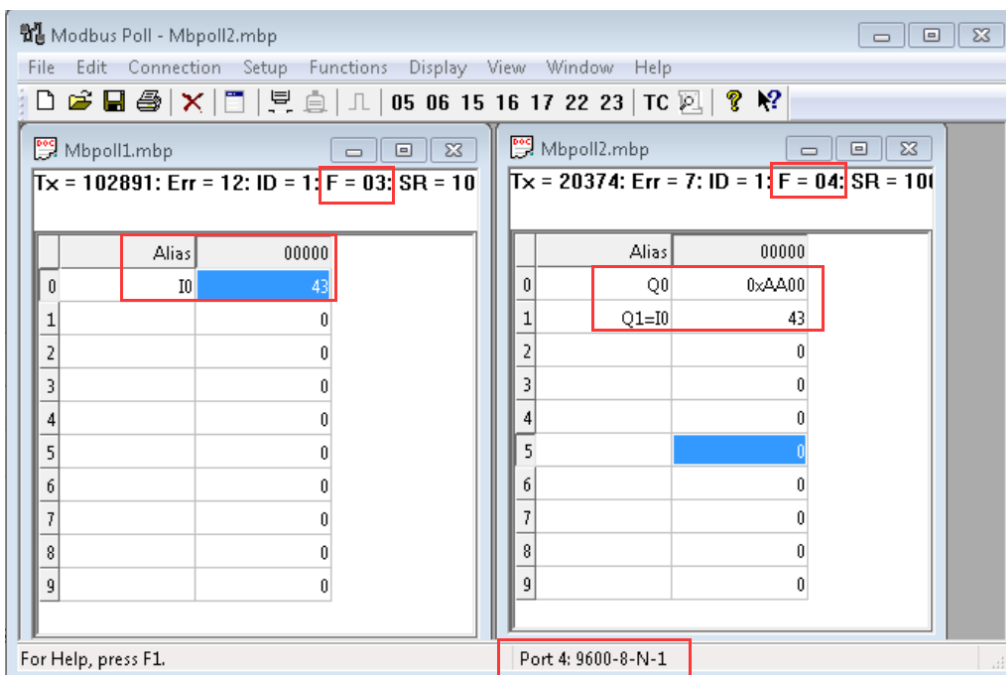 Modbus Poll - Mbpoll2.mbp
File Edit Connection Setup Functions Display View Window Help
05 06 15 16 17 22 23 TC
Mbpoll1.mbp
Tx = 102891: Err = 12: ID = 1: F = 03: SR = 10
Alias 00000
0 I0 43
1 0
2 0
3 0
4 0
5 0
6 0
7 0
8 0
9 0
Mbpoll2.mbp
Tx = 20374: Err = 7: ID = 1: F = 04: SR = 100
Alias 00000
0 Q0 0xAA00
1 Q1=I0 43
2 0
3 0
4 0
5 0
6 0
7 0
8 0
9 0
For Help, press F1.
Port 4: 9600-8-N-1